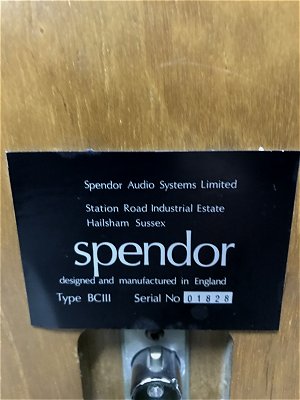 Spendor Audio Systems Limited
Station Road Industrial Estate
Hailsham Sussex
spendor
designed and manufactured in England
Type BCIII Serial No 01828